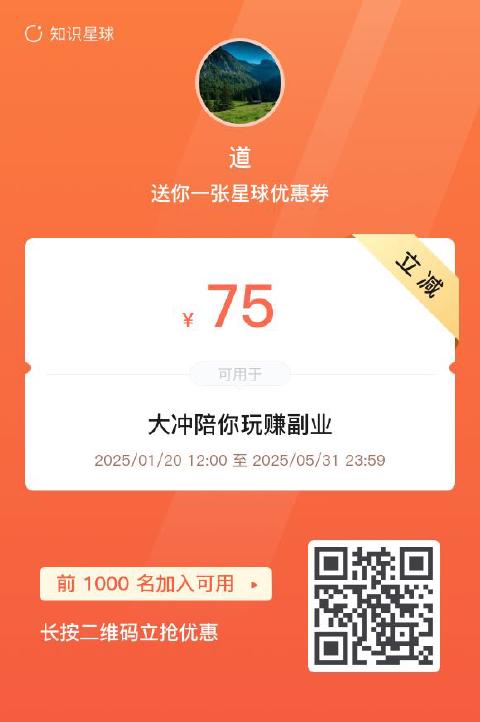 知识星球
道
送你一张星球优惠券
立减
¥ 75
可用于
大冲陪你玩赚副业
2025/01/20 12:00 至 2025/05/31 23:59
前 1000 名加入可用
长按二维码立抢优惠